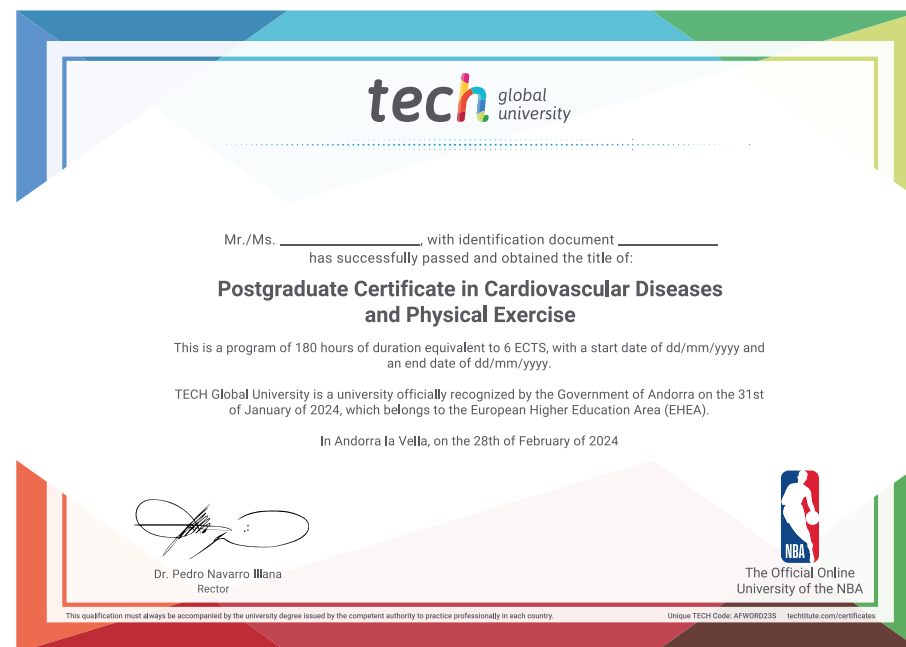 tech global university
Mr./Ms. ____________________, with identification document ______________
has successfully passed and obtained the title of:
Postgraduate Certificate in Cardiovascular Diseases
and Physical Exercise
This is a program of 180 hours of duration equivalent to 6 ECTS, with a start date of dd/mm/yyyy and
an end date of dd/mm/yyyy.
TECH Global University is a university officially recognized by the Government of Andorra on the 31st
of January of 2024, which belongs to the European Higher Education Area (EHEA).
In Andorra la Vella, on the 28th of February of 2024
NBA
Dr. Pedro Navarro Illana
Rector
The Official Online
University of the NBA
This qualification must always be accompanied by the university degree issued by the competent authority to practice professionally in each country.
Unique TECH Code: AFWORD23S techtitute.com/certificates